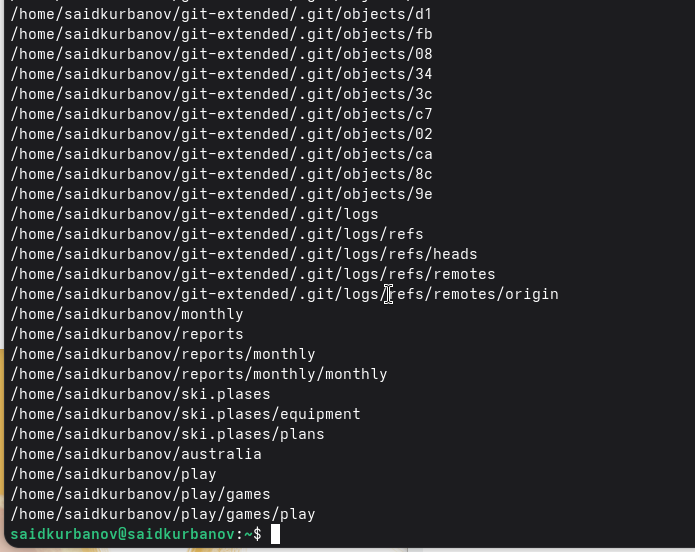 /home/saidkurbanov/git-extended/.git/objects/d1
/home/saidkurbanov/git-extended/.git/objects/fb
/home/saidkurbanov/git-extended/.git/objects/08
/home/saidkurbanov/git-extended/.git/objects/34
/home/saidkurbanov/git-extended/.git/objects/3c
/home/saidkurbanov/git-extended/.git/objects/c7
/home/saidkurbanov/git-extended/.git/objects/02
/home/saidkurbanov/git-extended/.git/objects/ca
/home/saidkurbanov/git-extended/.git/objects/8c
/home/saidkurbanov/git-extended/.git/objects/9e
/home/saidkurbanov/git-extended/.git/logs
/home/saidkurbanov/git-extended/.git/logs/refs
/home/saidkurbanov/git-extended/.git/logs/refs/heads
/home/saidkurbanov/git-extended/.git/logs/refs/remotes
/home/saidkurbanov/git-extended/.git/logs/refs/remotes/origin
/home/saidkurbanov/monthly
/home/saidkurbanov/reports
/home/saidkurbanov/reports/monthly
/home/saidkurbanov/reports/monthly/monthly
/home/saidkurbanov/ski.plases
/home/saidkurbanov/ski.plases/equipment
/home/saidkurbanov/ski.plases/plans
/home/saidkurbanov/australia
/home/saidkurbanov/play
/home/saidkurbanov/play/games
/home/saidkurbanov/play/games/play
saidkurbanov@saidkurbanov:~$